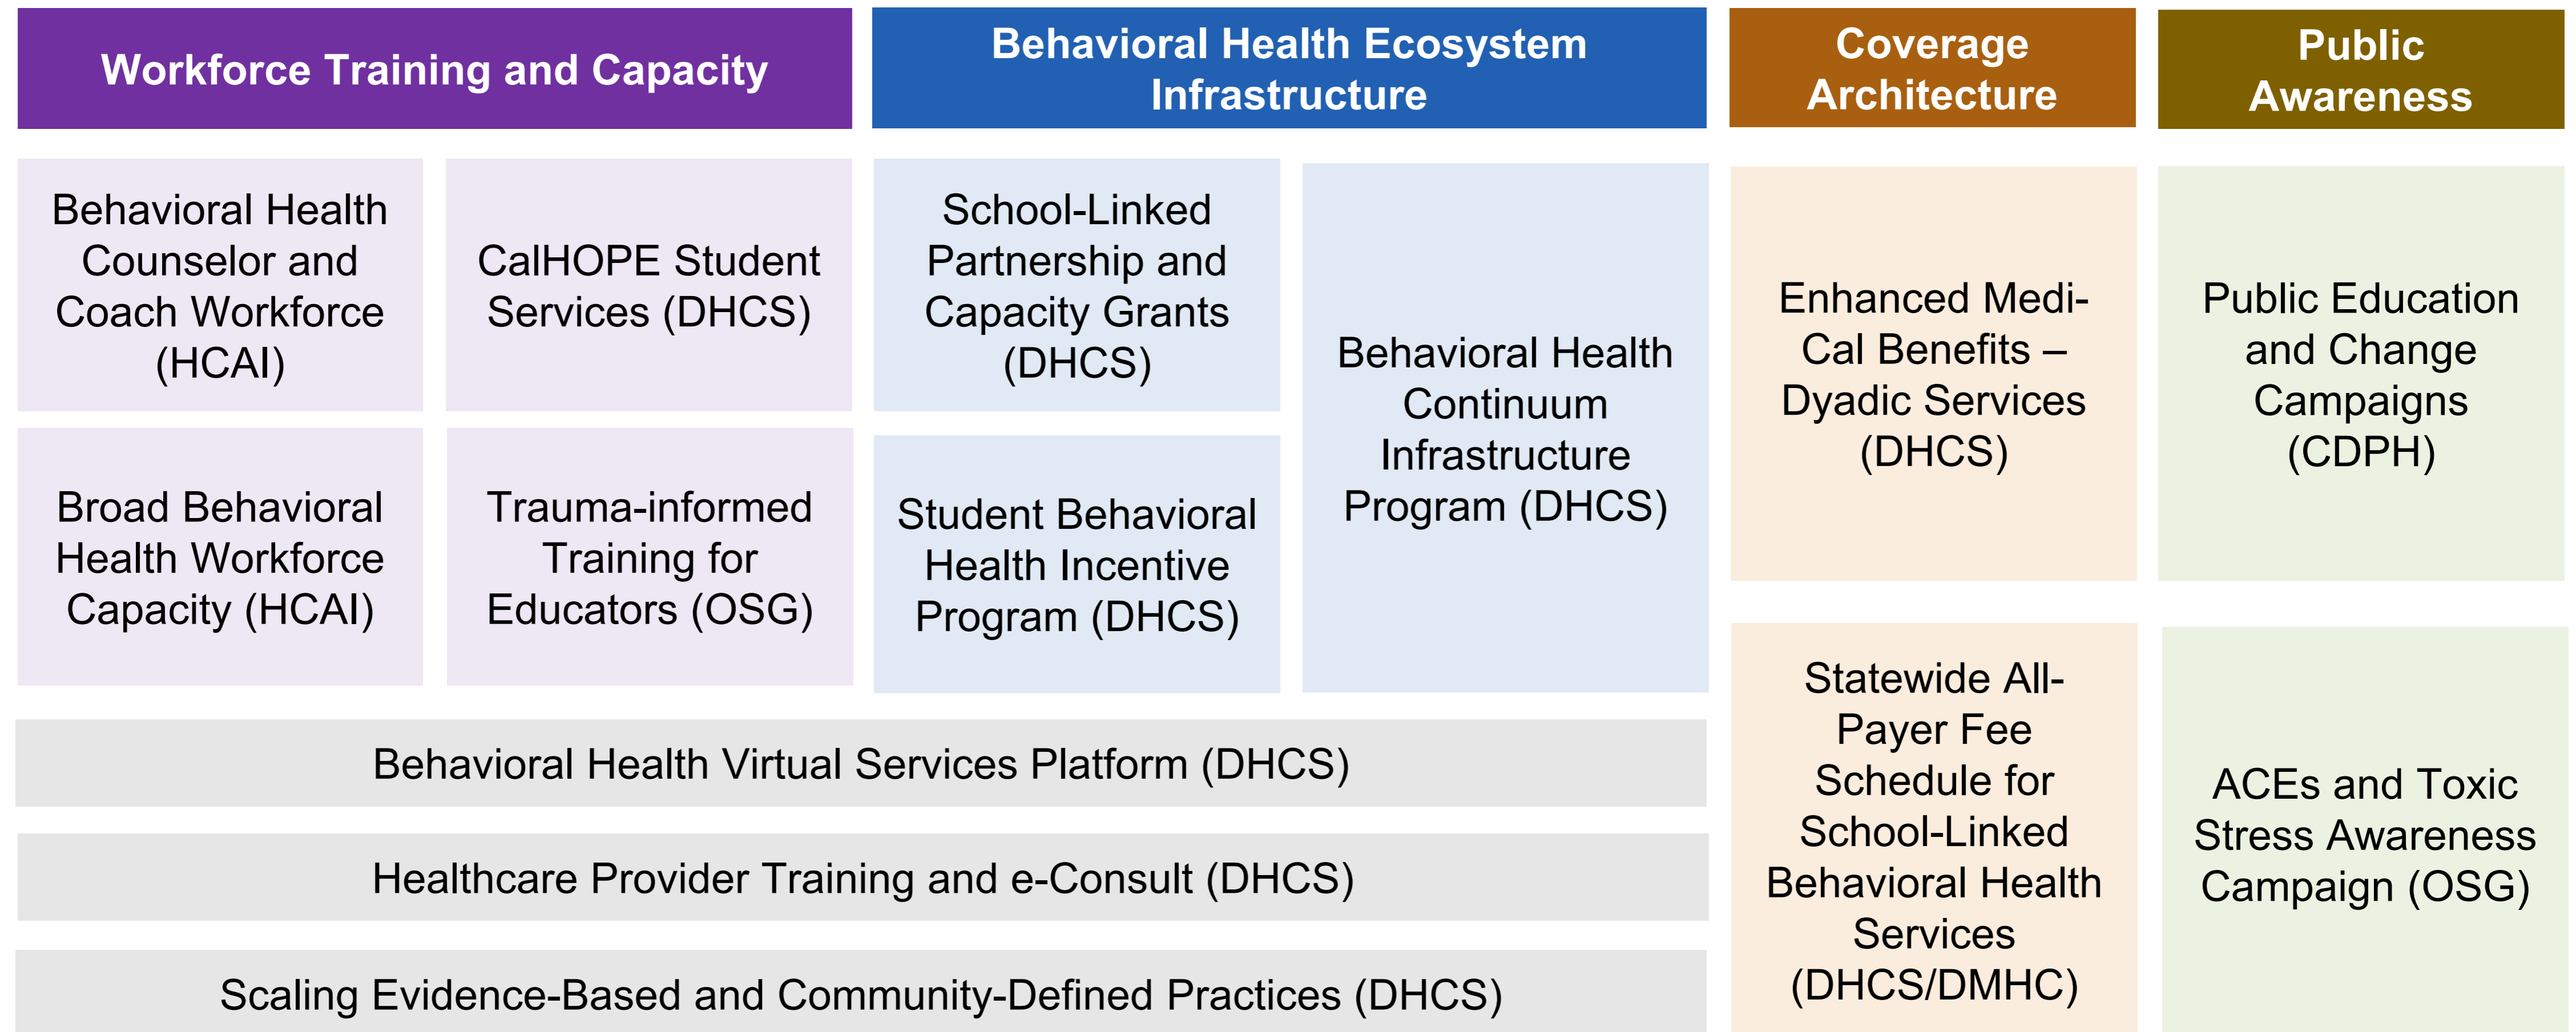 Workforce Training and Capacity
Behavioral Health Ecosystem
Infrastructure
Coverage
Architecture
Public
Awareness
Behavioral Health
Counselor and
Coach Workforce
(HCAI)
CalHOPE Student
Services (DHCS)
School-Linked
Partnership and
Capacity Grants
(DHCS)
Behavioral Health
Continuum
Infrastructure
Program (DHCS)
Enhanced Medi-
Cal Benefits –
Dyadic Services
(DHCS)
Public Education
and Change
Campaigns
(CDPH)
Broad Behavioral
Health Workforce
Capacity (HCAI)
Trauma-informed
Training for
Educators (OSG)
Student Behavioral
Health Incentive
Program (DHCS)
Statewide All-
Payer Fee
Schedule for
School-Linked
Behavioral Health
Services
(DHCS/DMHC)
ACEs and Toxic
Stress Awareness
Campaign (OSG)
Behavioral Health Virtual Services Platform (DHCS)
Healthcare Provider Training and e-Consult (DHCS)
Scaling Evidence-Based and Community-Defined Practices (DHCS)